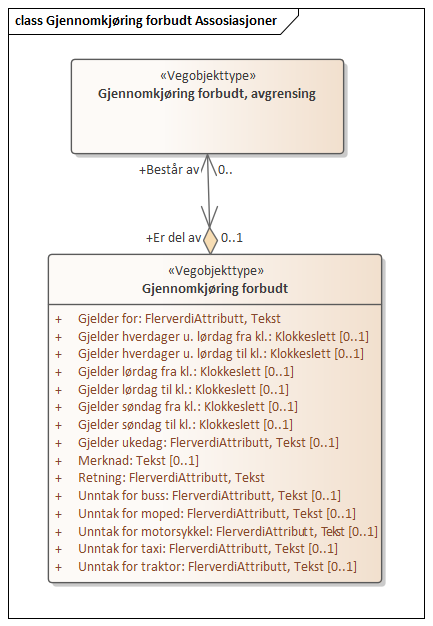 class Gjennomkjøring forbudt Assosiasjoner
«Vegobjekttype»
Gjennomkjøring forbudt, avgrensing
+Består av 0..
+Er del av 0..1
«Vegobjekttype»
Gjennomkjøring forbudt
+ Gjelder for: FlerverdiAttributt, Tekst
+ Gjelder hverdager u. lørdag fra kl.: Klokkeslett [0..1]
+ Gjelder hverdager u. lørdag til kl.: Klokkeslett [0..1]
+ Gjelder lørdag fra kl.: Klokkeslett [0..1]
+ Gjelder lørdag til kl.: Klokkeslett [0..1]
+ Gjelder søndag fra kl.: Klokkeslett [0..1]
+ Gjelder søndag til kl.: Klokkeslett [0..1]
+ Gjelder ukedag: FlerverdiAttributt, Tekst [0..1]
+ Merknad: Tekst [0..1]
+ Retning: FlerverdiAttributt, Tekst
+ Unntak for buss: FlerverdiAttributt, Tekst [0..1]
+ Unntak for moped: FlerverdiAttributt, Tekst [0..1]
+ Unntak for motorsykkel: FlerverdiAttributt, Tekst [0..1]
+ Unntak for taxi: FlerverdiAttributt, Tekst [0..1]
+ Unntak for traktor: FlerverdiAttributt, Tekst [0..1]